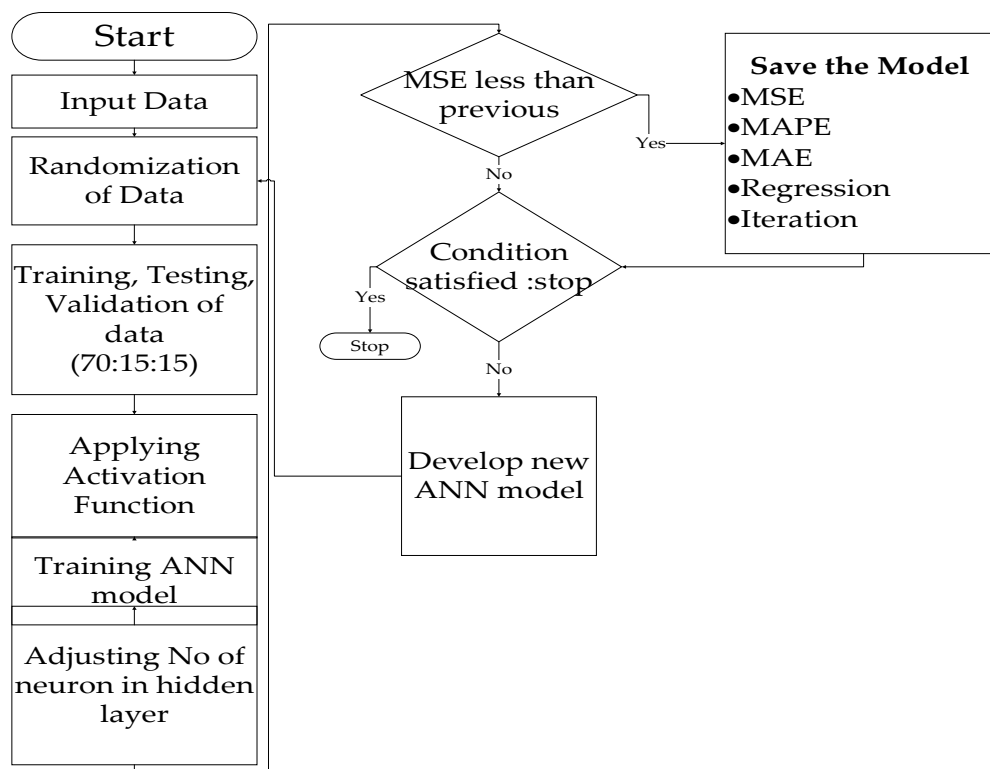 Start
Input Data
Randomization
of Data
Training, Testing,
Validation of
data
(70:15:15)
Applying
Activation
Function
Training ANN
model
Adjusting No of
neuron in hidden
layer
MSE less than
previous
Yes
No
Save the Model
•MSE
•MAPE
•MAE
•Regression
•Iteration
Condition
satisfied :stop
Yes
Stop
No
Develop new
ANN model